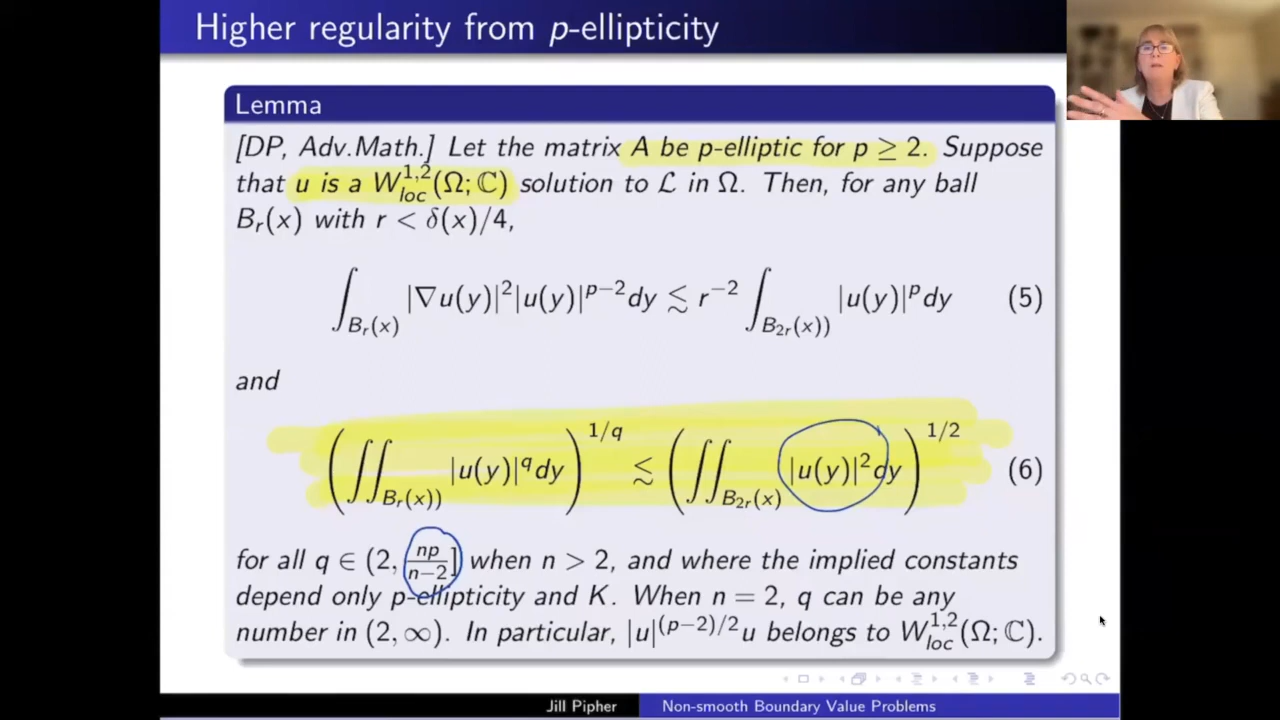 Higher regularity from p-ellipticity
Lemma
[DP, Adv.Math.] Let the matrix A be p-elliptic for p ≥ 2. Suppose
that u is a W^{1,2}_{loc}(Ω; ℂ) solution to ℒ in Ω. Then, for any ball
B_r(x) with r < δ(x)/4,
∫_{B_r(x)} |∇u(y)|^2|u(y)|^{p−2}dy ≲ r^{−2} ∫_{B_{2r}(x))} |u(y)|^p dy (5)
and
(∬_{B_r(x))} |u(y)|^q dy)^{1/q} ≲ (∬_{B_{2r}(x)} |u(y)|^2 dy)^{1/2} (6)
for all q ∈ (2, \frac{np}{n−2}] when n > 2, and where the implied constants
depend only p-ellipticity and K. When n = 2, q can be any
number in (2, ∞). In particular, |u|^{(p−2)/2}u belongs to W^{1,2}_{loc}(Ω; ℂ).
Jill Pipher Non-smooth Boundary Value Problems